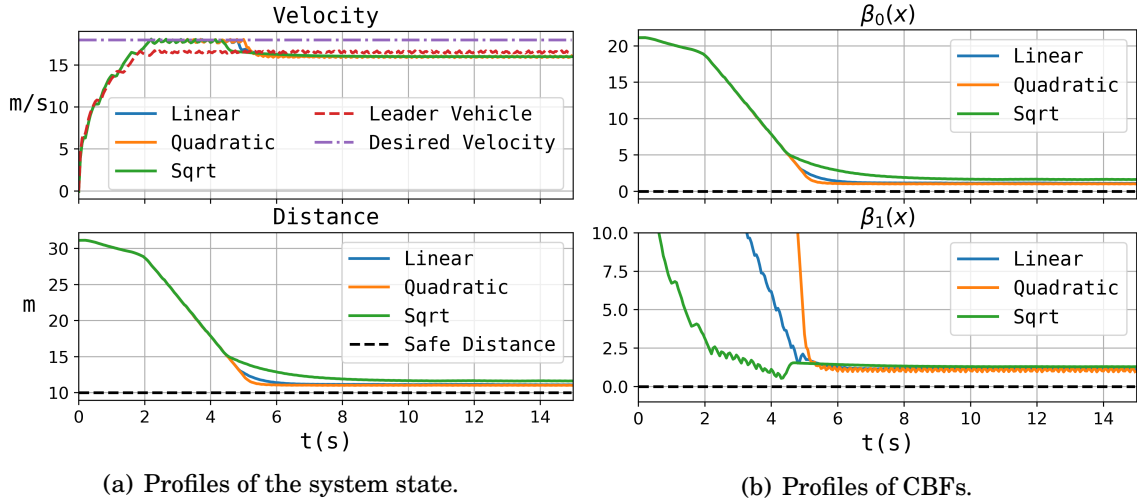 Velocity
m/s
15
10
5
0
Linear
Quadratic
Sqrt
Leader Vehicle
Desired Velocity
Distance
m
30
25
20
15
10
Linear
Quadratic
Sqrt
Safe Distance
0 2 4 6 8 10 12 14
t(s)
(a) Profiles of the system state.
β0(x)
20
15
10
5
0
Linear
Quadratic
Sqrt
β1(x)
10.0
7.5
5.0
2.5
0.0
Linear
Quadratic
Sqrt
0 2 4 6 8 10 12 14
t(s)
(b) Profiles of CBFs.